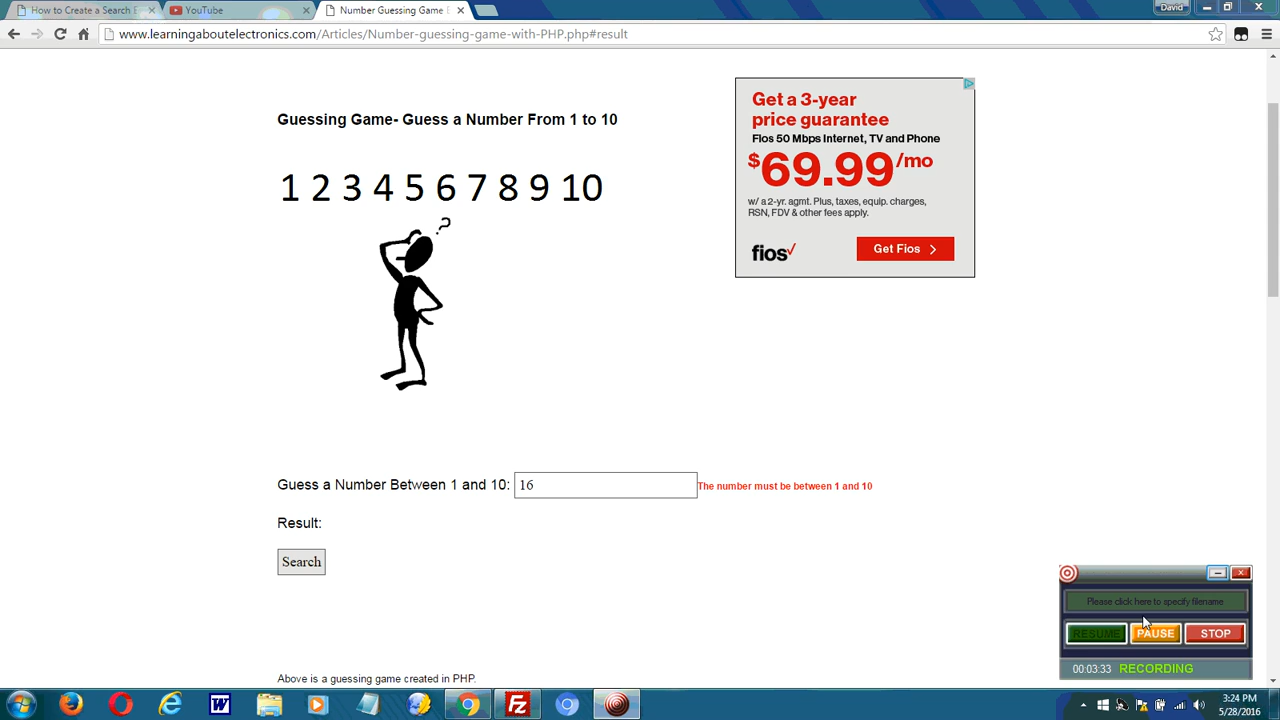 How to Create a Search E
YouTube
Number Guessing Game
David
www.learningaboutelectronics.com/Articles/Number-guessing-game-with-PHP.php#result
Guessing Game- Guess a Number From 1 to 10
1 2 3 4 5 6 7 8 9 10
?
Get a 3-year
price guarantee
Fios 50 Mbps Internet, TV and Phone
$69.99/mo
w/ a 2-yr. agmt. Plus, taxes, equip. charges,
RSN, FDV & other fees apply.
fios✓
Get Fios >
Guess a Number Between 1 and 10: 16 The number must be between 1 and 10
Result:
Search
Please click here to specify filename
RESUME PAUSE STOP
00:03:33 RECORDING
Above is a guessing game created in PHP.
3:24 PM
5/28/2016